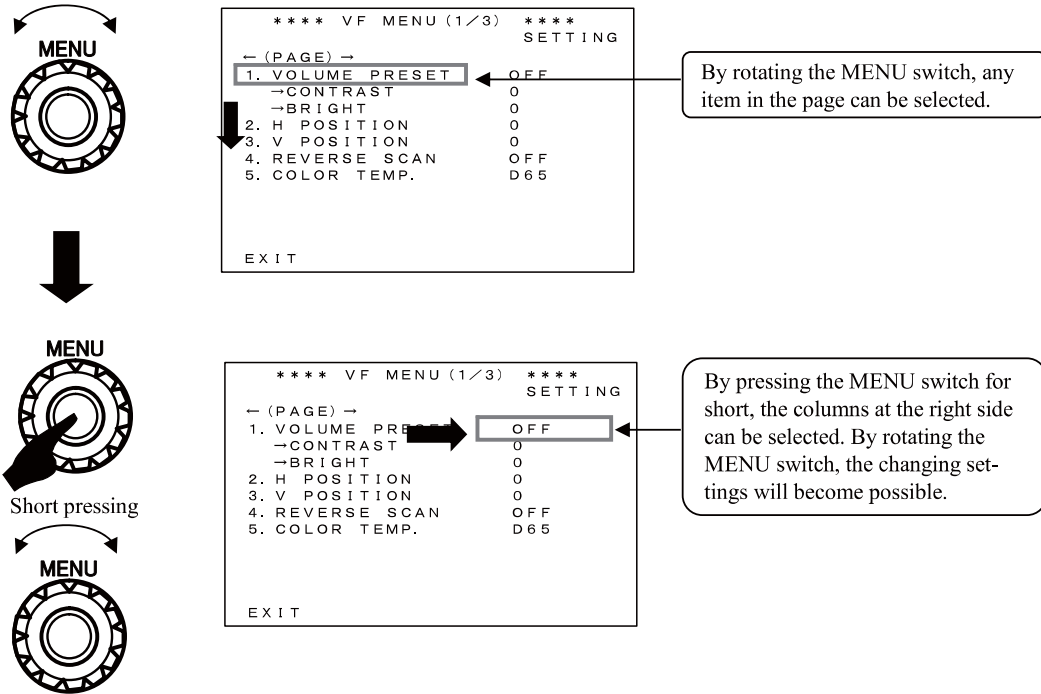 MENU
**** VF MENU(1/3) ****
SETTING
←(PAGE)→
1. VOLUME PRESET OFF
→CONTRAST 0
→BRIGHT 0
2. H POSITION 0
3. V POSITION 0
4. REVERSE SCAN OFF
5. COLOR TEMP. D65
EXIT
By rotating the MENU switch, any
item in the page can be selected.
MENU
Short pressing
MENU
**** VF MENU(1/3) ****
SETTING
←(PAGE)→
1. VOLUME PRESET OFF
→CONTRAST 0
→BRIGHT 0
2. H POSITION 0
3. V POSITION 0
4. REVERSE SCAN OFF
5. COLOR TEMP. D65
EXIT
By pressing the MENU switch for
short, the columns at the right side
can be selected. By rotating the
MENU switch, the changing set-
tings will become possible.